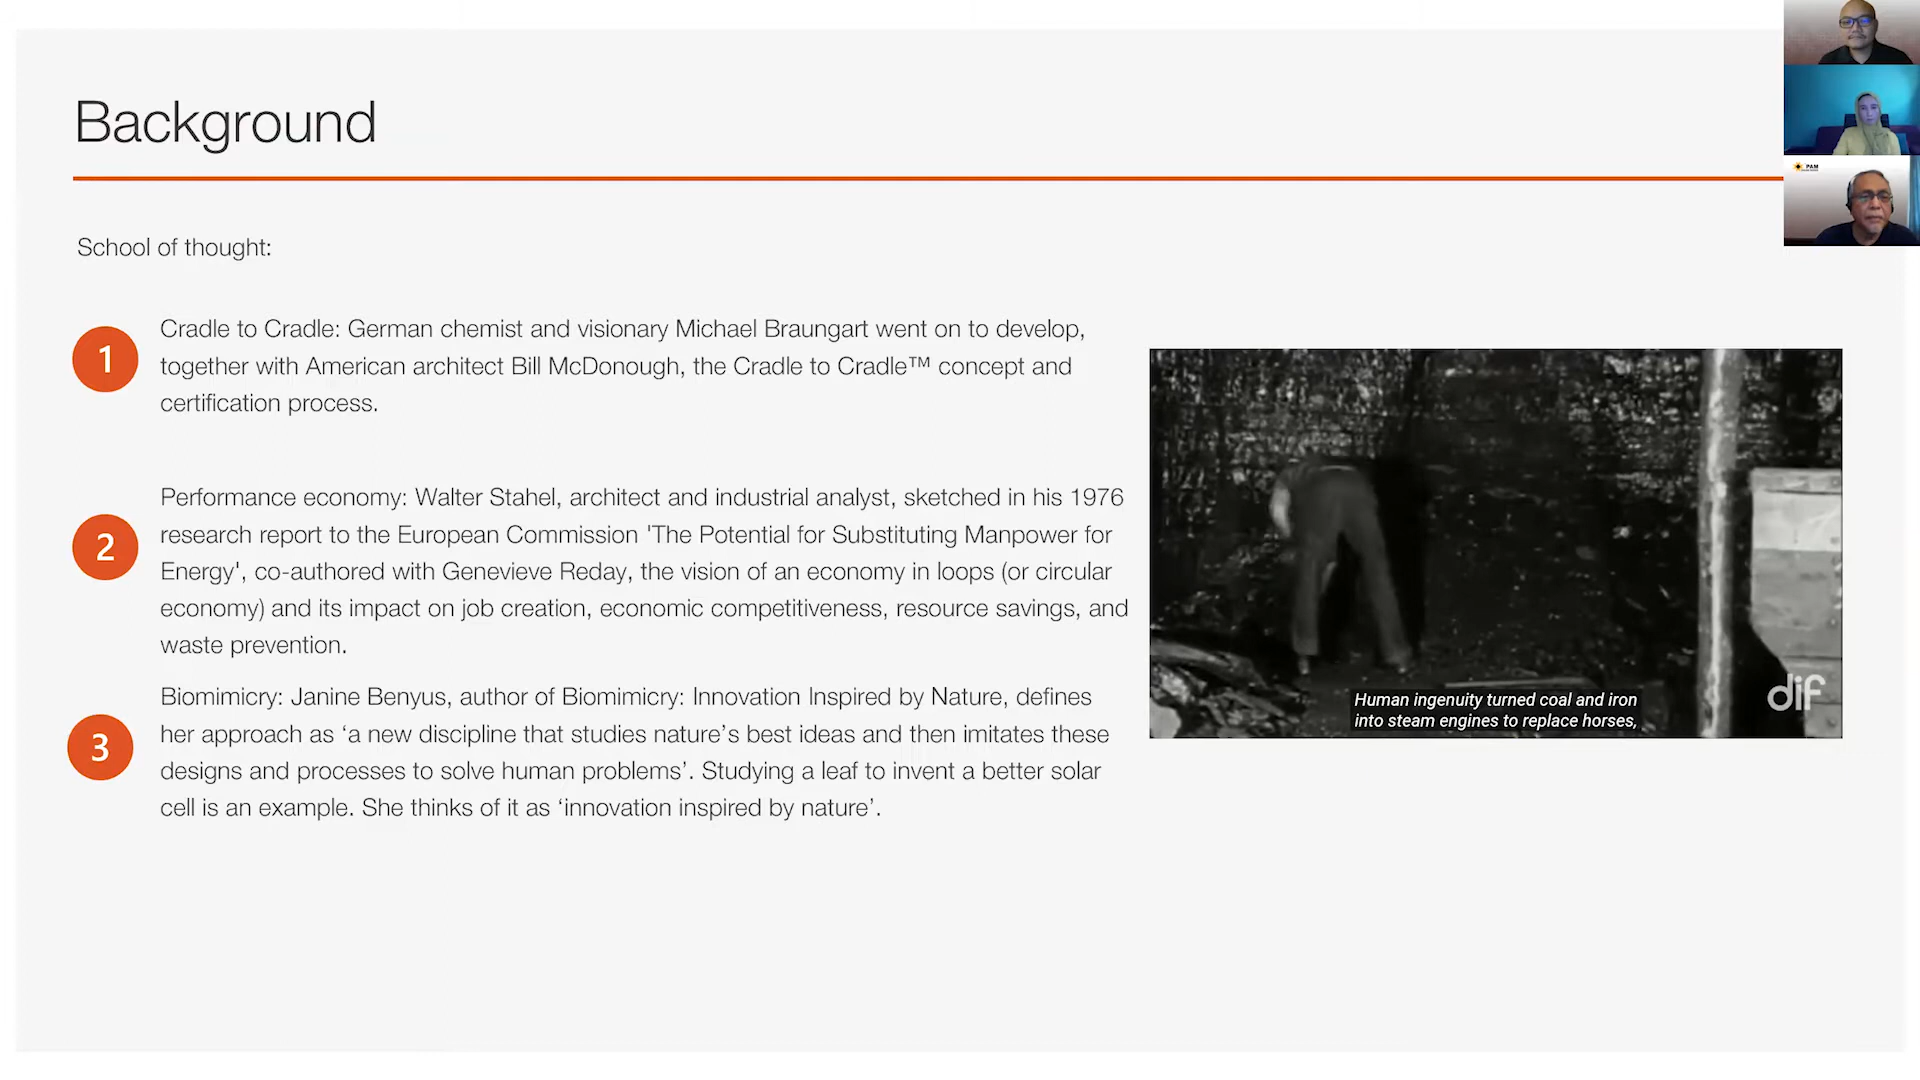 Background
School of thought:
1
Cradle to Cradle: German chemist and visionary Michael Braungart went on to develop,
together with American architect Bill McDonough, the Cradle to Cradle™ concept and
certification process.
2
Performance economy: Walter Stahel, architect and industrial analyst, sketched in his 1976
research report to the European Commission 'The Potential for Substituting Manpower for
Energy', co-authored with Genevieve Reday, the vision of an economy in loops (or circular
economy) and its impact on job creation, economic competitiveness, resource savings, and
waste prevention.
3
Biomimicry: Janine Benyus, author of Biomimicry: Innovation Inspired by Nature, defines
her approach as ‘a new discipline that studies nature’s best ideas and then imitates these
designs and processes to solve human problems’. Studying a leaf to invent a better solar
cell is an example. She thinks of it as ‘innovation inspired by nature’.
Human ingenuity turned coal and iron
into steam engines to replace horses,
dif
PAM